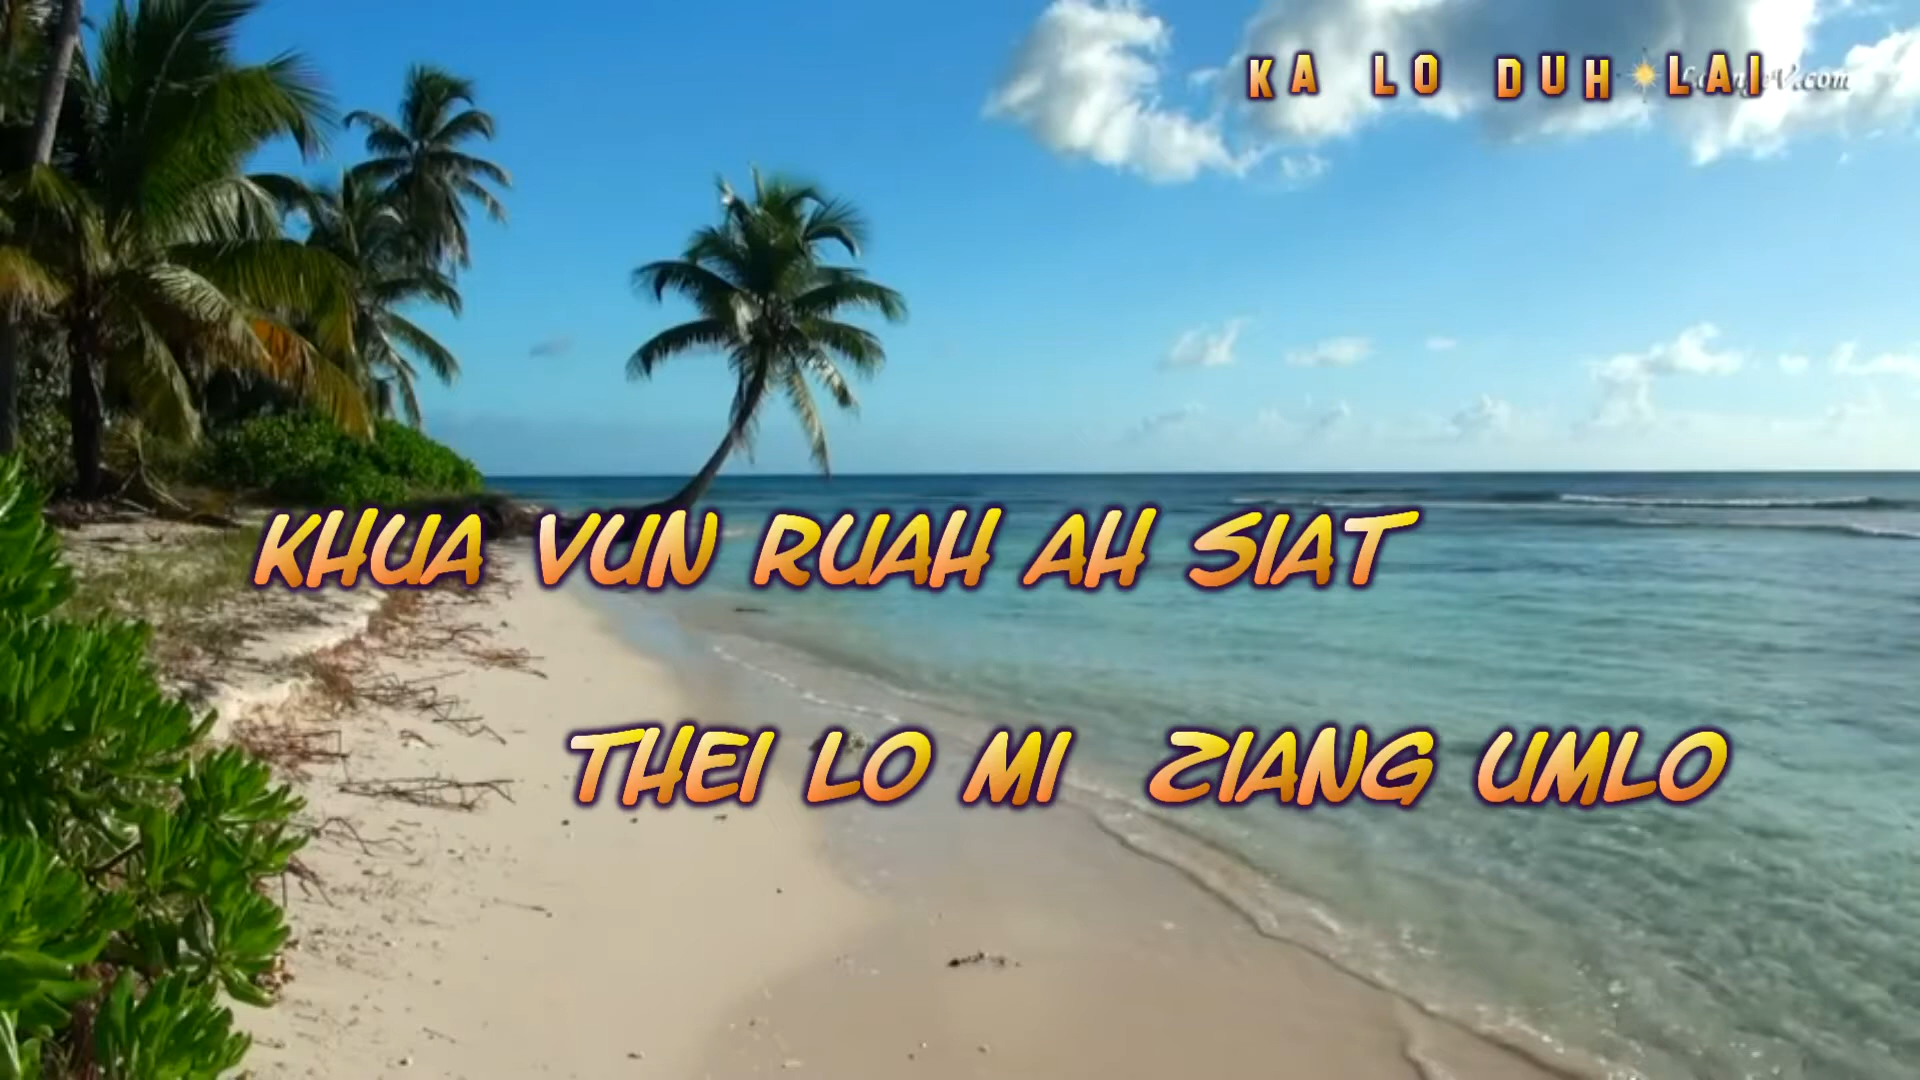 KA LO DUH LAI
KHUA VUN RUAH AH SIAT
THEI LO MI ZIANG UMLO